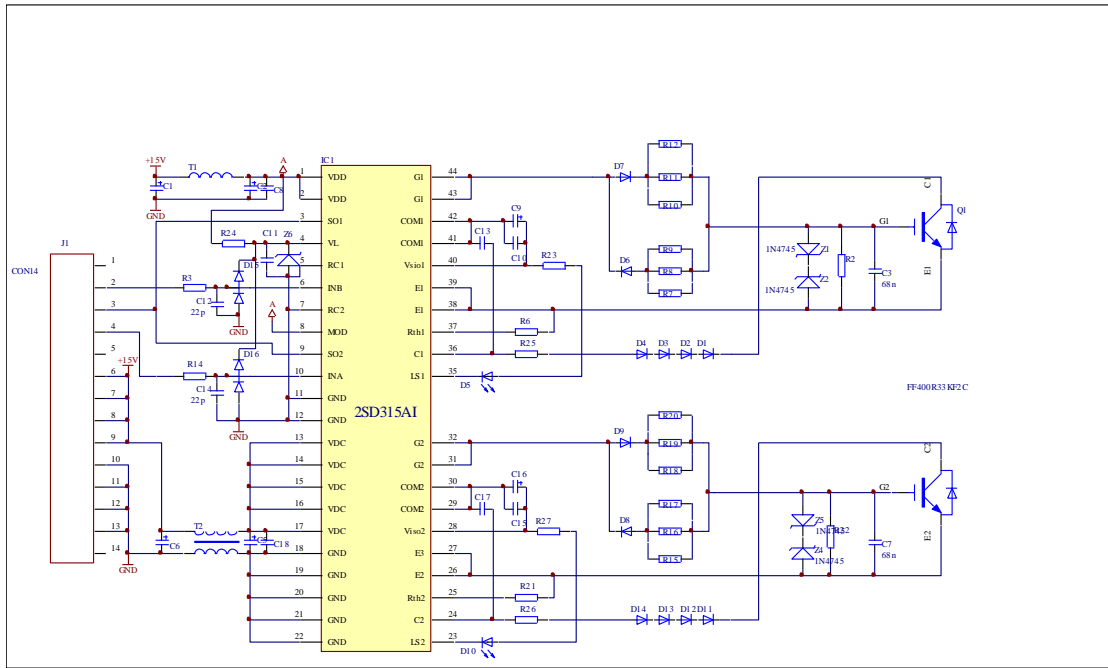 +15V
T1
A
C1
C8
GND
IC1
1 VDD G1 44
2 VDD G1 43
3 SO1 COM1 42
4 VL COM1 41
5 RC1 Vsio1 40
6 INB E1 39
7 RC2 E1 38
8 MOD Rth1 37
9 SO2 C1 36
10 INA LS1 35
11 GND
12 GND
2SD315AI
13 VDC G2 32
14 VDC G2 31
15 VDC COM2 30
16 VDC COM2 29
17 VDC Viso2 28
18 GND E3 27
19 GND E2 26
20 GND Rth2 25
21 GND C2 24
22 GND LS2 23
J1
CON14
1
2
3
4
5
6
7
8
9
10
11
12
13
14
R24
C11
Z6
R3
C12
22p
GND
A
+15V
R14
D16
C14
22p
GND
T2
C6
C18
GND
C9
C13
C10
R23
R6
R25
D5
D7
R12
R11
R10
D6
R9
R8
R7
D4 D3 D2 D1
1N4745 Z1
1N4745 Z2
R2
C3
68n
G1
C1
Q1
E1
FF400R33KF2C
C16
C17
C15
R27
R21
R26
D10
D9
R20
R19
R18
D8
R17
R16
R15
D14 D13 D12 D11
Z5
Z4
1N4745
C7
68n
G2
C2
E2